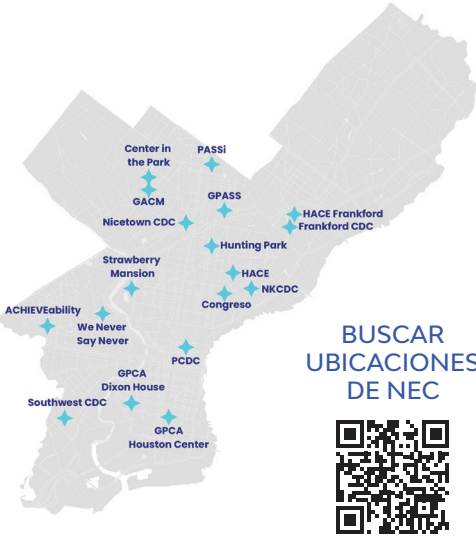 Center in
the Park
PASSi
GACM
GPASS
Nicetown CDC
HACE Frankford
Frankford CDC
Hunting Park
Strawberry
Mansion
HACE
NKCDC
Congreso
ACHIEVEability
We Never
Say Never
PCDC
GPCA
Dixon House
Southwest CDC
GPCA
Houston Center
BUSCAR
UBICACIONES
DE NEC